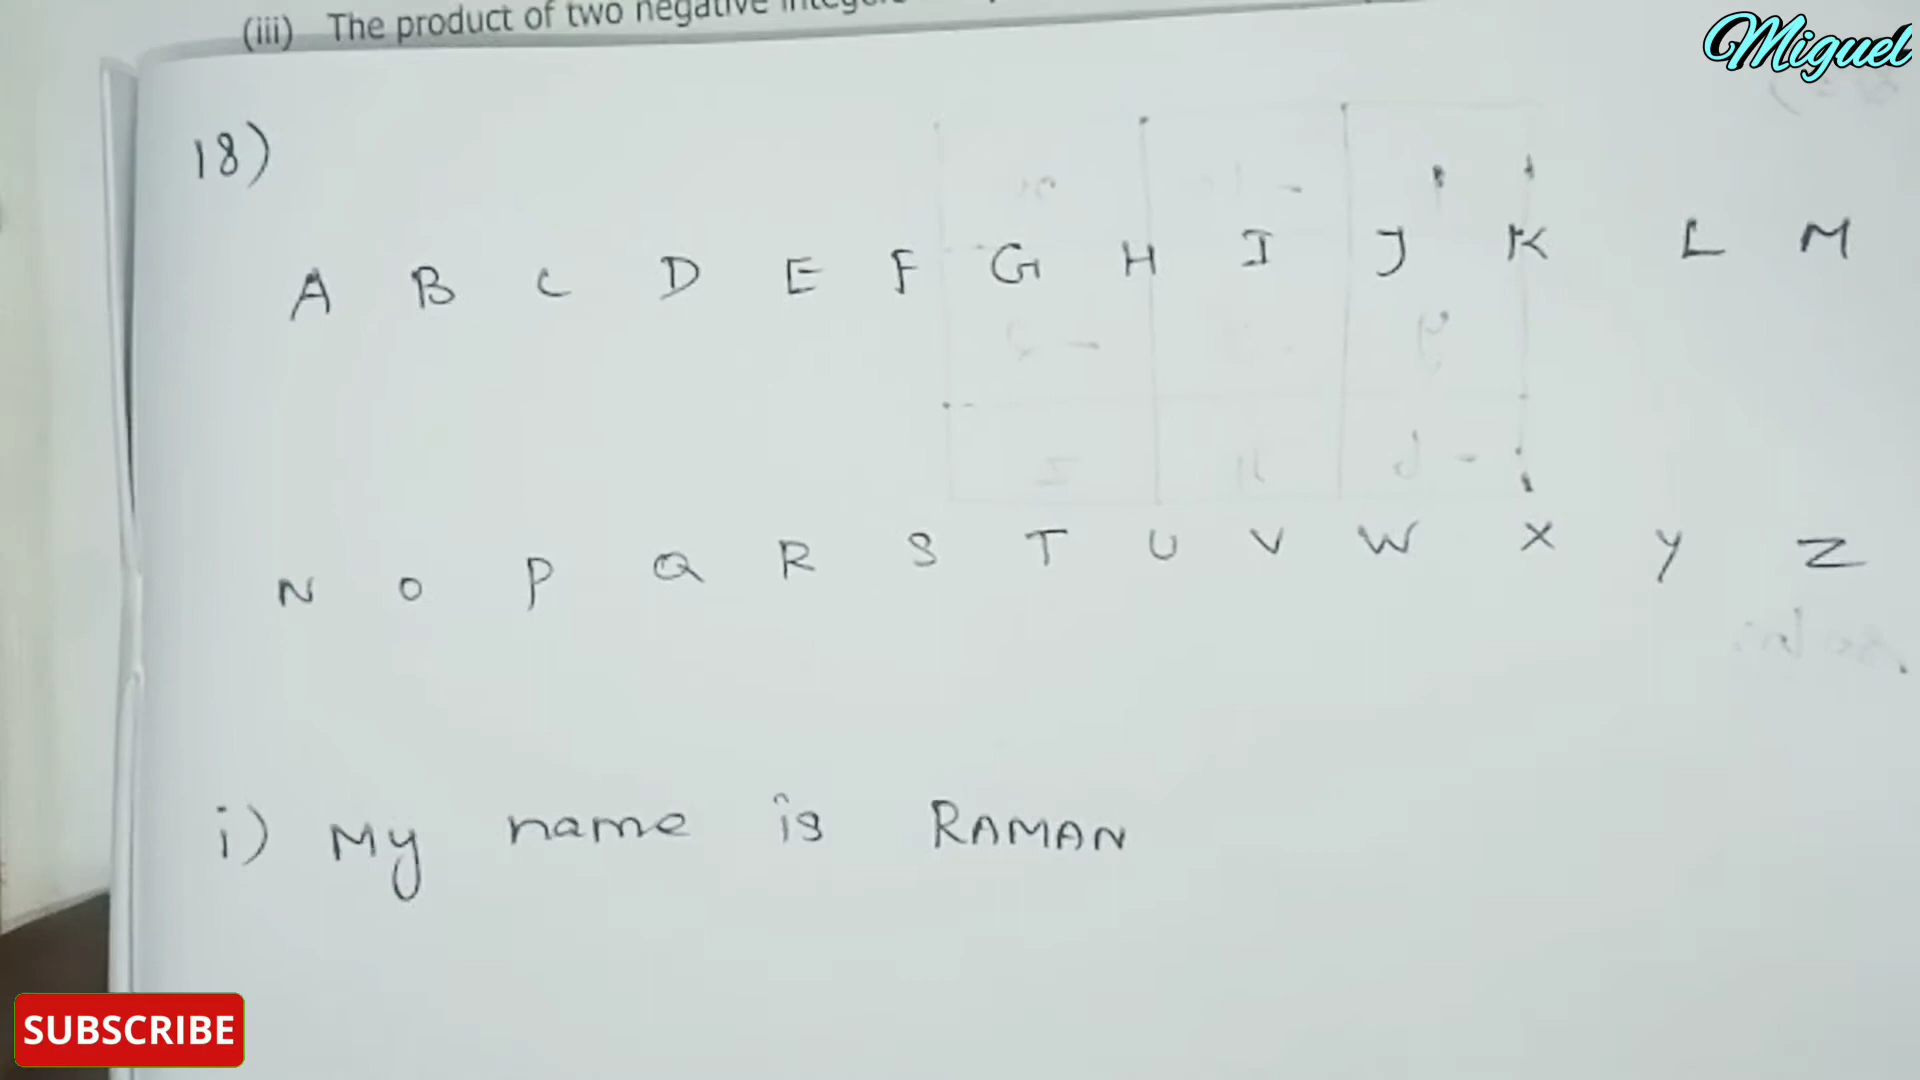 (iii) The product of two negative
Miguel
18)
A B C D E F G H I J K L M
N O P Q R S T U V W X Y Z
i) My name is RAMAN
SUBSCRIBE